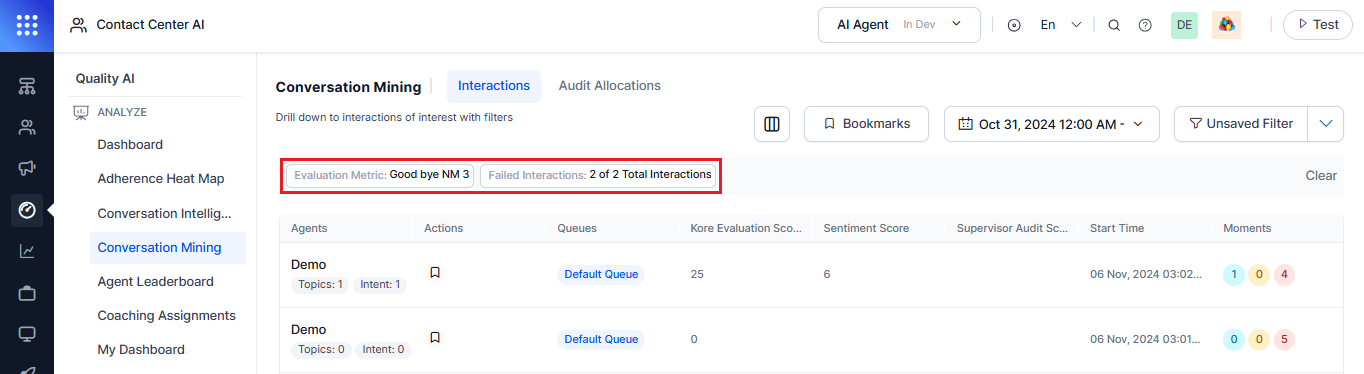 Contact Center AI
AI Agent In Dev
En
DE
Test
Quality AI
ANALYZE
Dashboard
Adherence Heat Map
Conversation Intellig...
Conversation Mining
Agent Leaderboard
Coaching Assignments
My Dashboard
Conversation Mining Interactions Audit Allocations
Drill down to interactions of interest with filters
Bookmarks Oct 31, 2024 12:00 AM - Unsaved Filter
Evaluation Metric: Good bye NM 3 Failed Interactions: 2 of 2 Total Interactions Clear
Agents Actions Queues Kore Evaluation Sco... Sentiment Score Supervisor Audit Sc... Start Time Moments
Demo
Topics: 1 Intent: 1 Default Queue 25 6 06 Nov, 2024 03:02... 1 0 4
Demo
Topics: 0 Intent: 0 Default Queue 0 06 Nov, 2024 03:01... 0 0 5